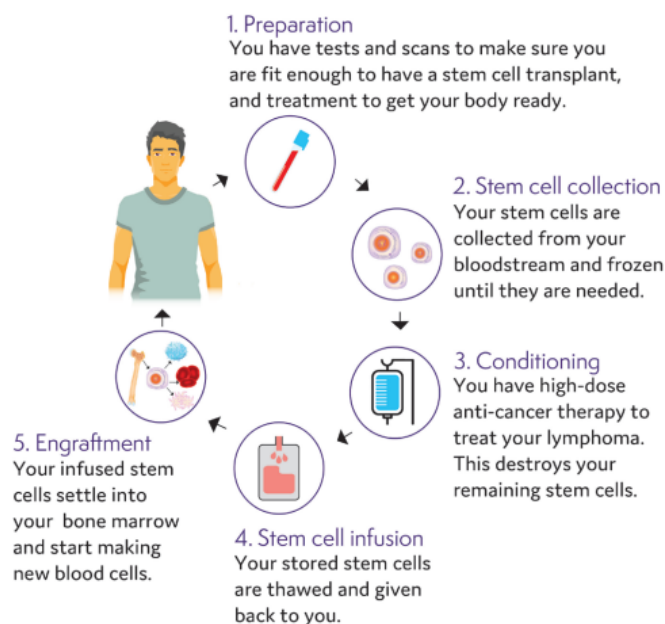 1. Preparation
You have tests and scans to make sure you
are fit enough to have a stem cell transplant,
and treatment to get your body ready.
2. Stem cell collection
Your stem cells are
collected from your
bloodstream and frozen
until they are needed.
3. Conditioning
You have high-dose
anti-cancer therapy to
treat your lymphoma.
This destroys your
remaining stem cells.
4. Stem cell infusion
Your stored stem cells
are thawed and given
back to you.
5. Engraftment
Your infused stem
cells settle into
your bone marrow
and start making
new blood cells.